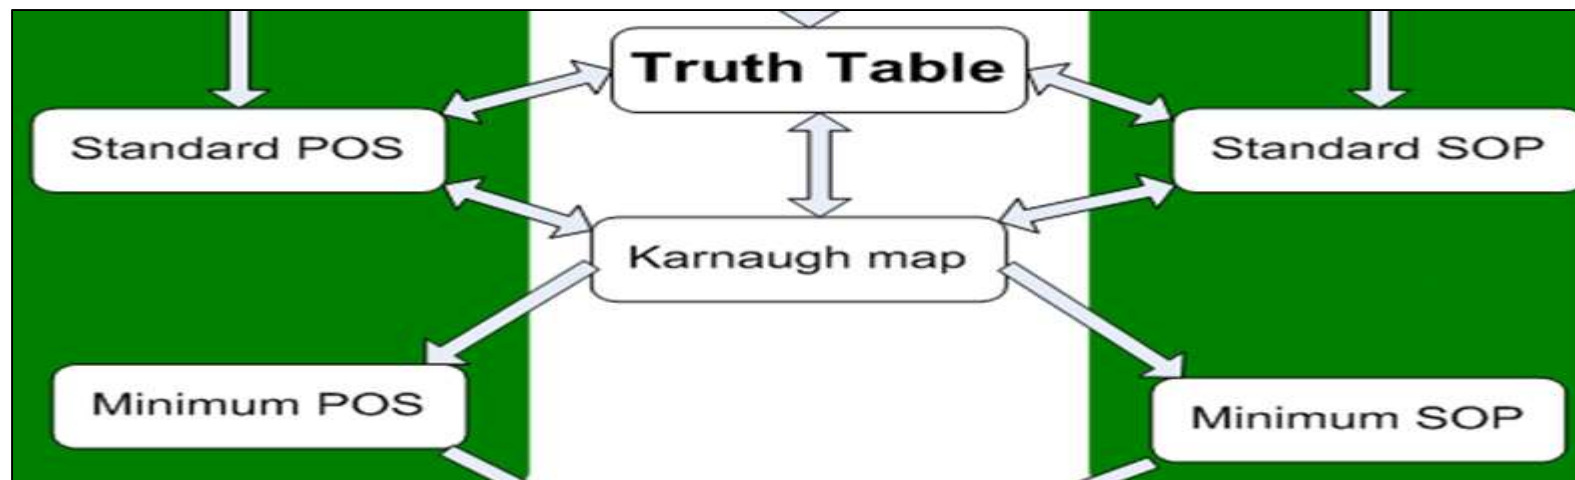 Truth Table
Standard POS
Standard SOP
Karnaugh map
Minimum POS
Minimum SOP